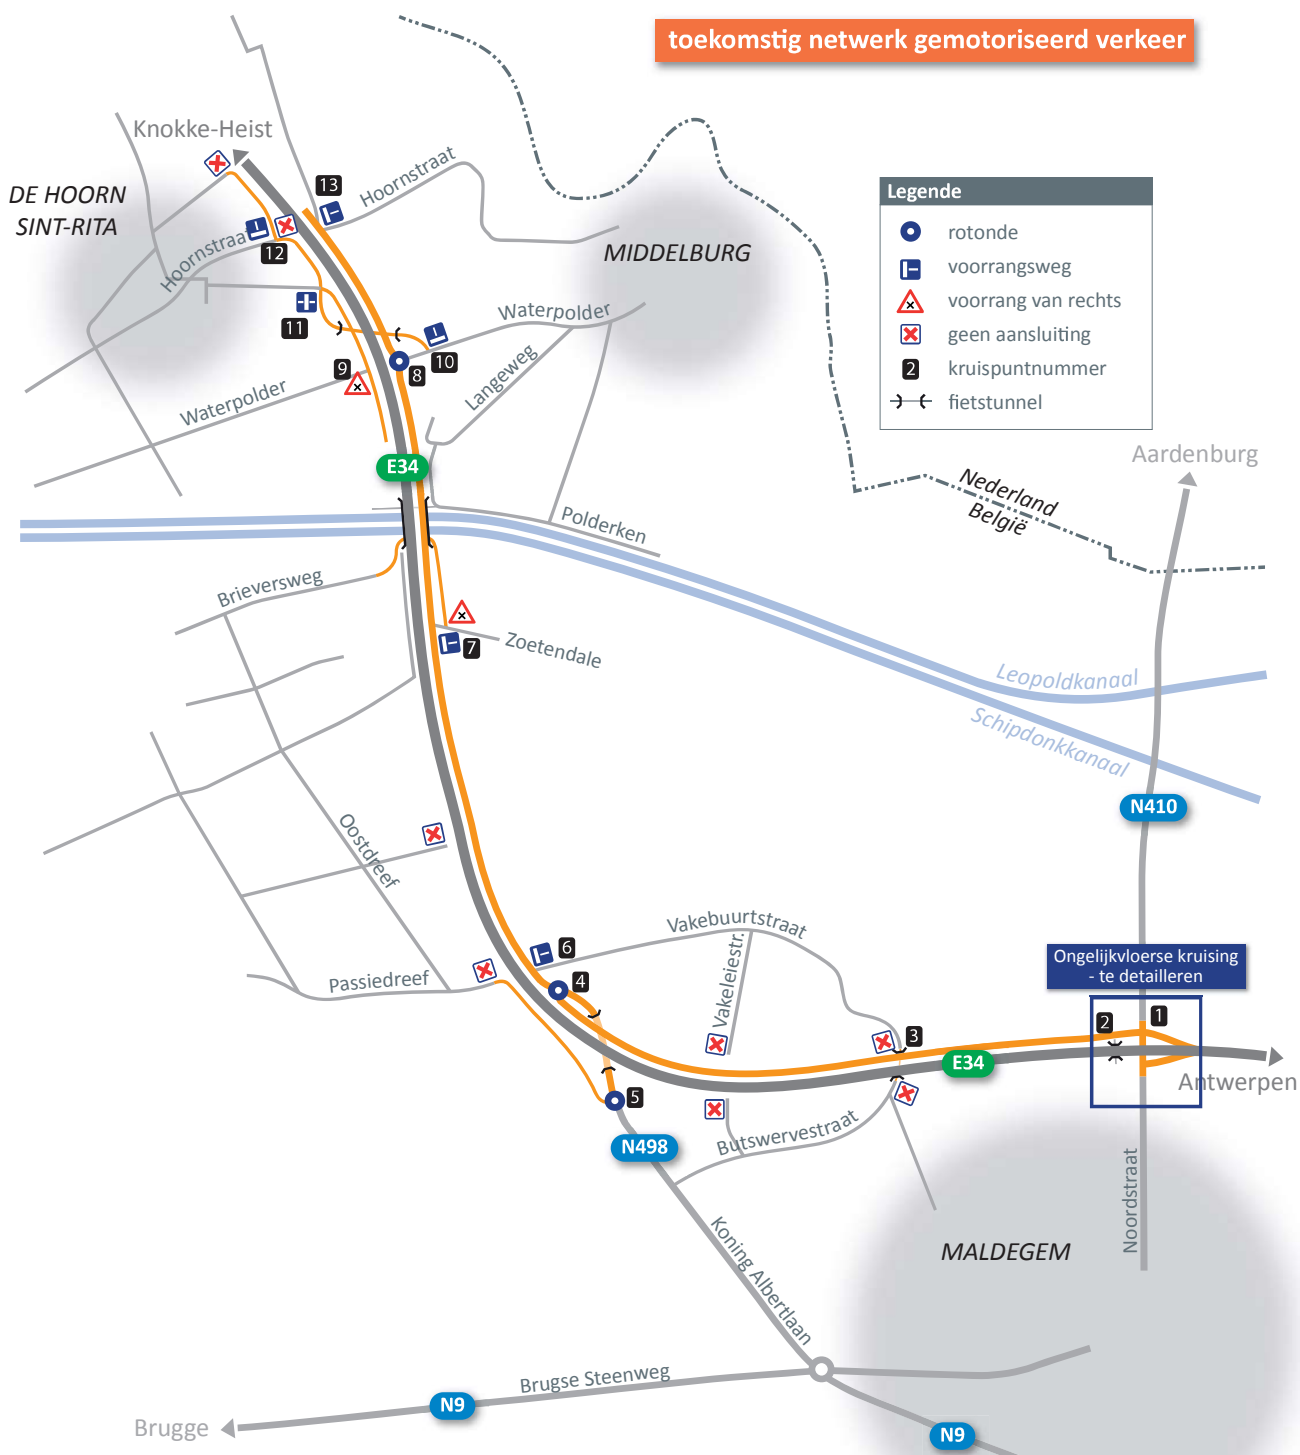 toekomstig netwerk gemotoriseerd verkeer
Knokke-Heist
DE HOORN
SINT-RITA
13
Hoornstraat
Hoornstraat
12
MIDDELBURG
Legende
rotonde
voorrangsweg
voorrang van rechts
geen aansluiting
2
kruispuntnummer
fietstunnel
11
Waterpolder
10
9
8
Langeweg
Waterpolder
E34
Aardenburg
Nederland
België
Polderken
Brieversweg
7
Zoetendale
Leopoldkanaal
Schipdonkkanaal
N410
Oostdreef
Vakebuurtstraat
Vakeleiestr.
6
4
Passiedreef
Ongelijkvloerse kruising
- te detailleren
3
2
1
E34
Antwerpen
5
N498
Butswervestraat
Noordstraat
Koning Albertlaan
MALDEGEM
Brugse Steenweg
N9
Brugge
N9